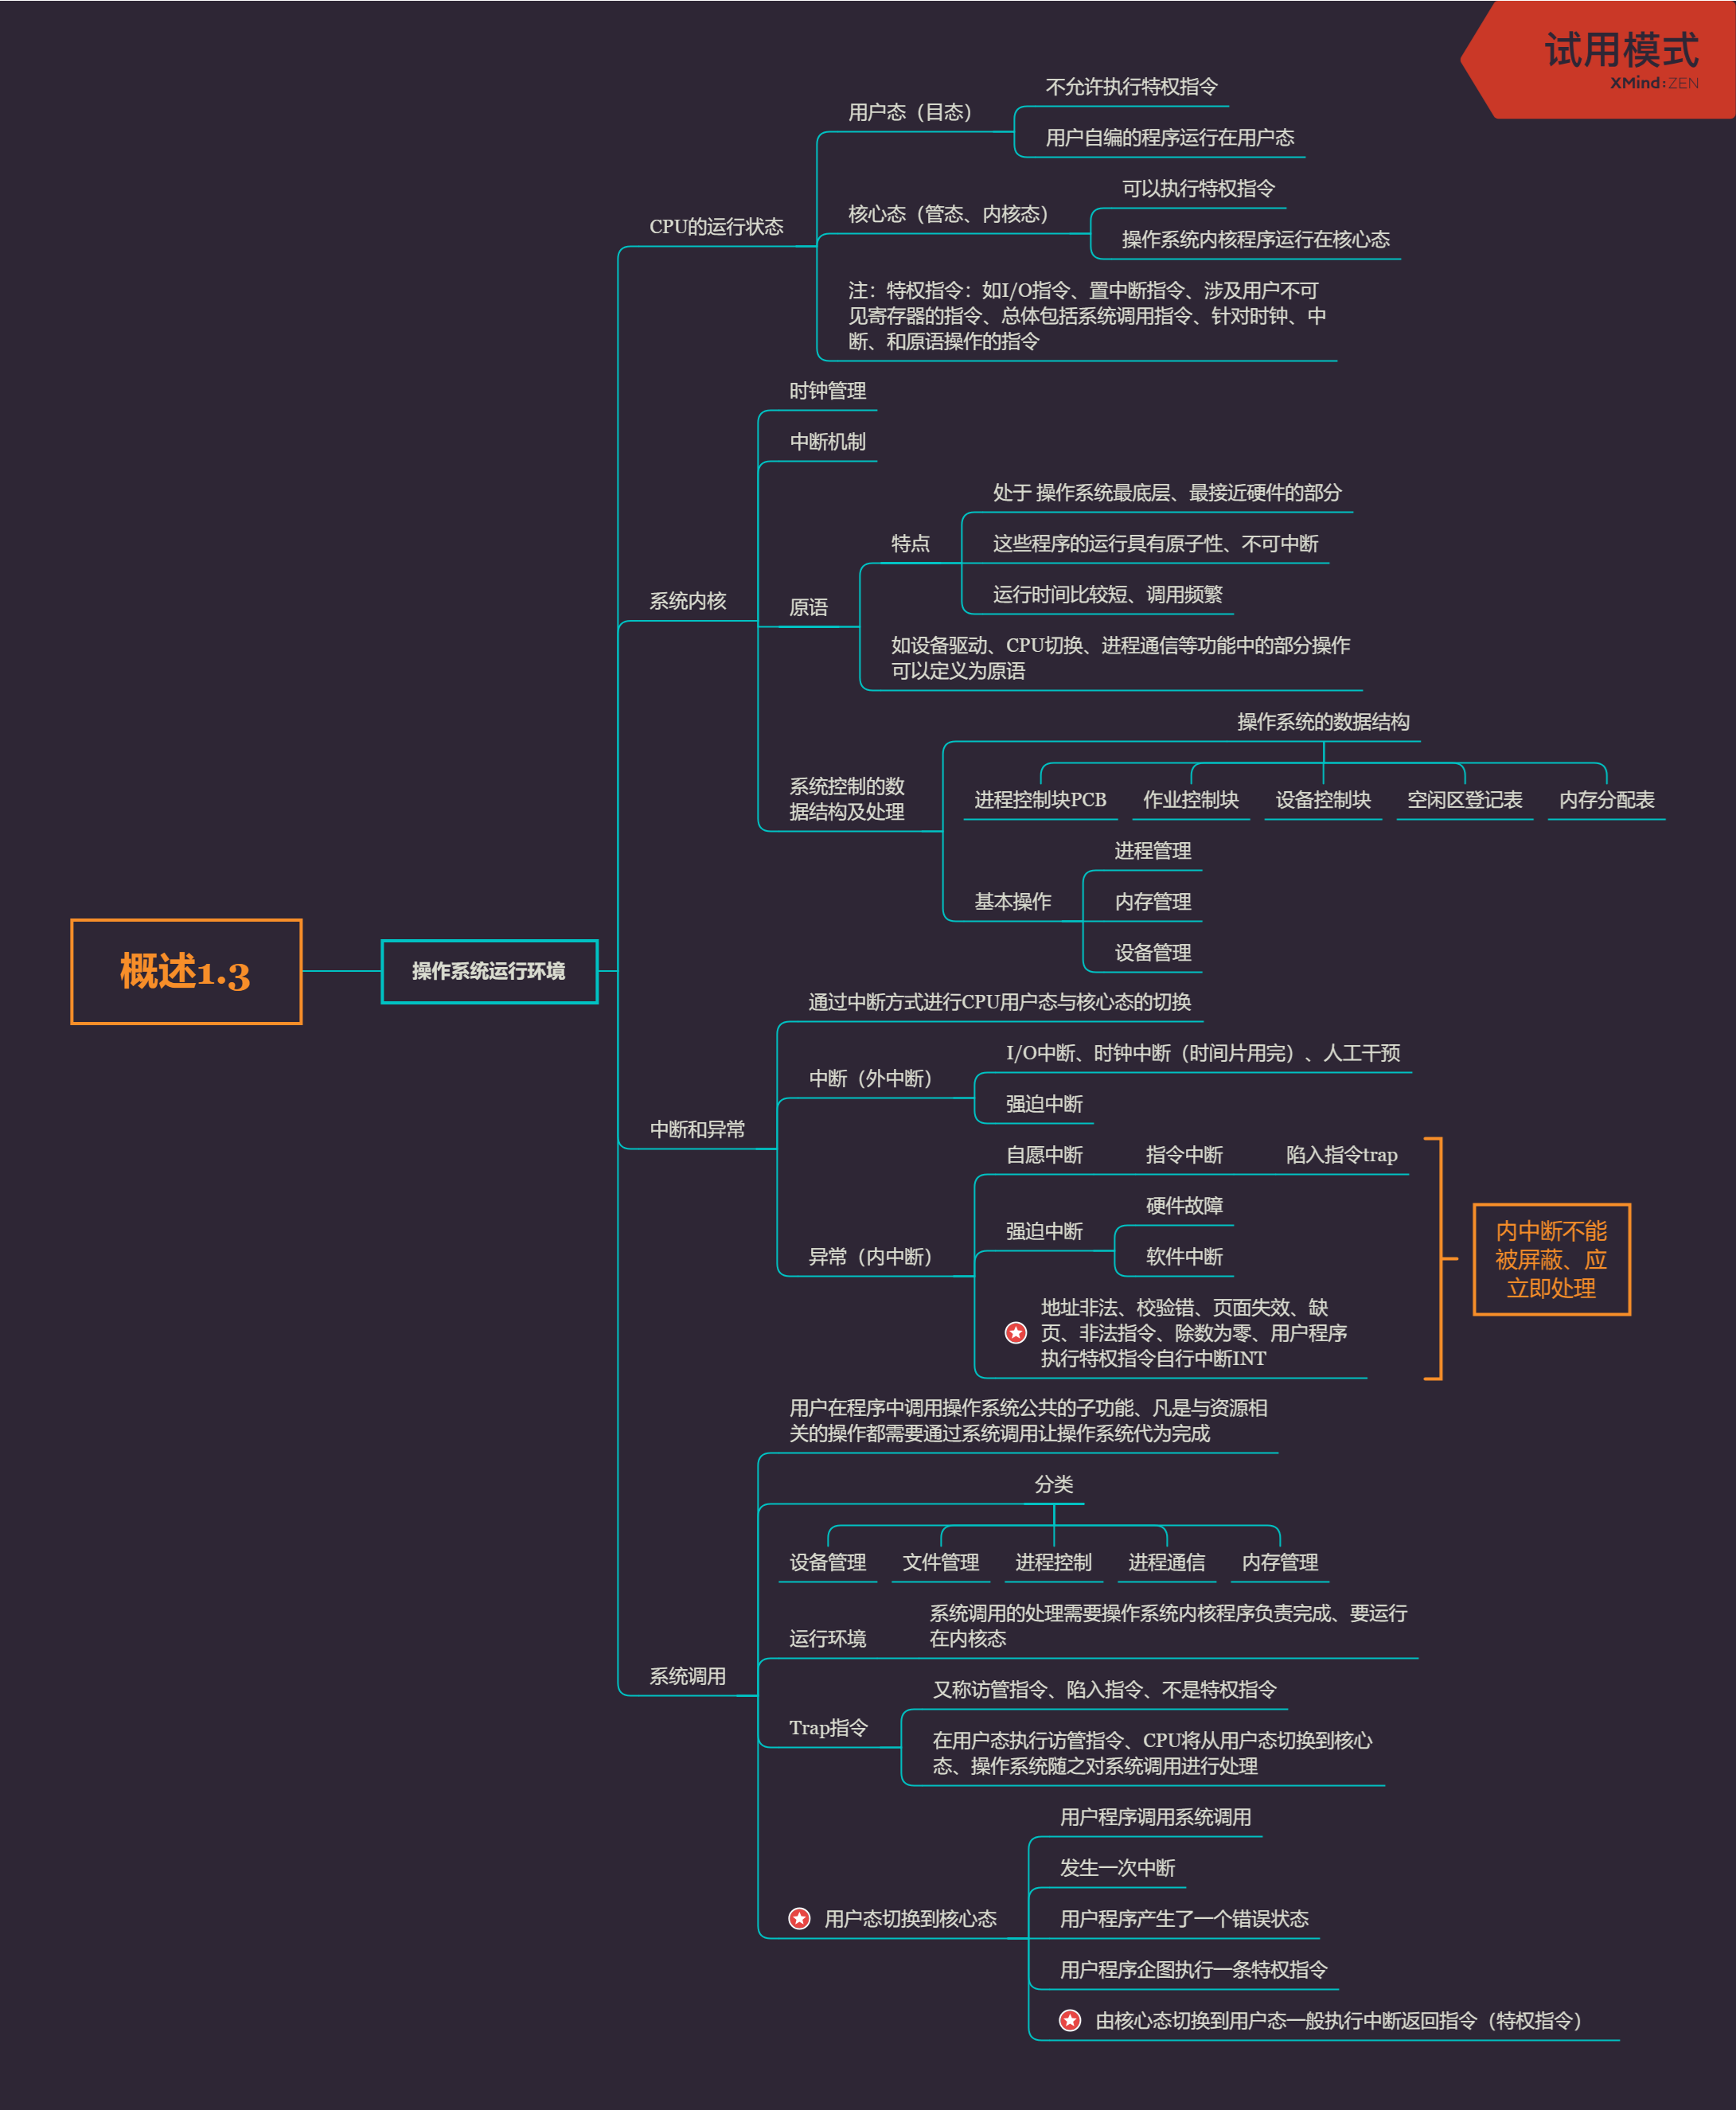 试用模式
XMind:ZEN
概述1.3
操作系统运行环境
CPU的运行状态
用户态（目态）
不允许执行特权指令
用户自编的程序运行在用户态
核心态（管态、内核态）
可以执行特权指令
操作系统内核程序运行在核心态
注：特权指令：如I/O指令、置中断指令、涉及用户不可
见寄存器的指令、总体包括系统调用指令、针对时钟、中
断、和原语操作的指令
系统内核
时钟管理
中断机制
原语
特点
处于 操作系统最底层、最接近硬件的部分
这些程序的运行具有原子性、不可中断
运行时间比较短、调用频繁
如设备驱动、CPU切换、进程通信等功能中的部分操作
可以定义为原语
系统控制的数
据结构及处理
操作系统的数据结构
进程控制块PCB
作业控制块
设备控制块
空闲区登记表
内存分配表
基本操作
进程管理
内存管理
设备管理
中断和异常
通过中断方式进行CPU用户态与核心态的切换
中断（外中断）
I/O中断、时钟中断（时间片用完）、人工干预
强迫中断
异常（内中断）
自愿中断
指令中断
陷入指令trap
强迫中断
硬件故障
软件中断
地址非法、校验错、页面失效、缺
页、非法指令、除数为零、用户程序
执行特权指令自行中断INT
内中断不能
被屏蔽、应
立即处理
系统调用
用户在程序中调用操作系统公共的子功能、凡是与资源相
关的操作都需要通过系统调用让操作系统代为完成
分类
设备管理
文件管理
进程控制
进程通信
内存管理
运行环境
系统调用的处理需要操作系统内核程序负责完成、要运行
在内核态
Trap指令
又称访管指令、陷入指令、不是特权指令
在用户态执行访管指令、CPU将从用户态切换到核心
态、操作系统随之对系统调用进行处理
用户态切换到核心态
用户程序调用系统调用
发生一次中断
用户程序产生了一个错误状态
用户程序企图执行一条特权指令
由核心态切换到用户态一般执行中断返回指令（特权指令）